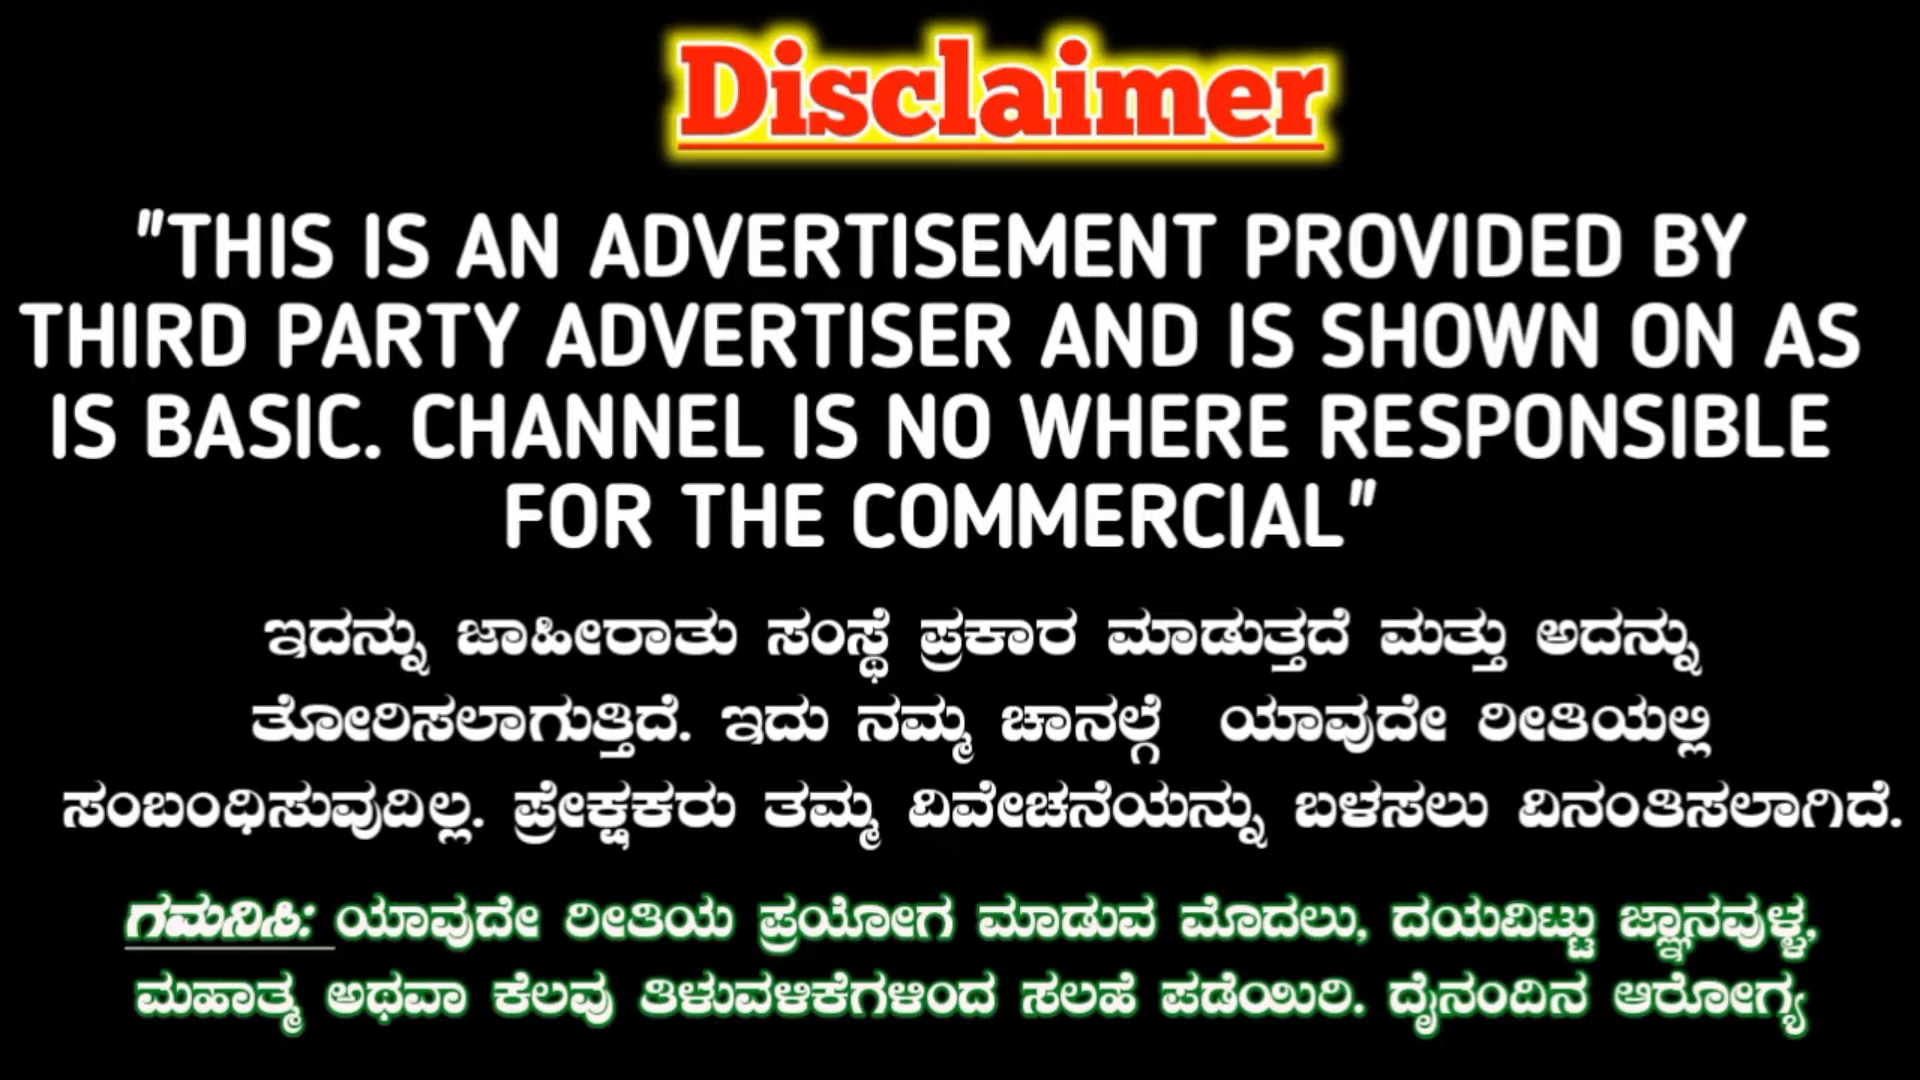 Disclaimer
"THIS IS AN ADVERTISEMENT PROVIDED BY
THIRD PARTY ADVERTISER AND IS SHOWN ON AS
IS BASIC. CHANNEL IS NO WHERE RESPONSIBLE
FOR THE COMMERCIAL"
ಇದನ್ನು ಜಾಹೀರಾತು ಸಂಸ್ಥೆ ಪ್ರಕಾರ ಮಾಡುತ್ತದೆ ಮತ್ತು ಅದನ್ನು
ತೋರಿಸಲಾಗುತ್ತಿದೆ. ಇದು ನಮ್ಮ ಚಾನಲ್ಗೆ ಯಾವುದೇ ರೀತಿಯಲ್ಲಿ
ಸಂಬಂಧಿಸುವುದಿಲ್ಲ. ಪ್ರೇಕ್ಷಕರು ತಮ್ಮ ವಿವೇಚನೆಯನ್ನು ಬಳಸಲು ವಿನಂತಿಸಲಾಗಿದೆ.
ಗಮನಿಸಿ: ಯಾವುದೇ ರೀತಿಯ ಪ್ರಯೋಗ ಮಾಡುವ ಮೊದಲು, ದಯವಿಟ್ಟು ಜ್ಞಾನವುಳ್ಳ,
ಮಹಾತ್ಮ ಅಥವಾ ಕೆಲವು ತಿಳುವಳಿಕೆಗಳಿಂದ ಸಲಹೆ ಪಡೆಯಿರಿ. ದೈನಂದಿನ ಆರೋಗ್ಯ